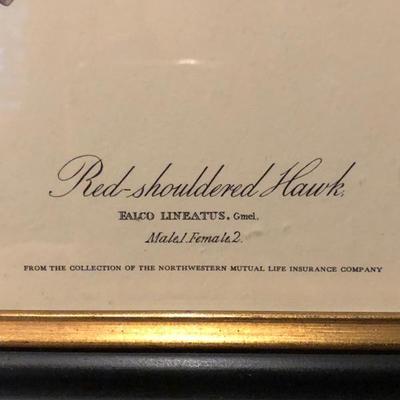 Red-shouldered Hawk.
FALCO LINEATUS. Gmel.
Male.1. Female.2.
FROM THE COLLECTION OF THE NORTHWESTERN MUTUAL LIFE INSURANCE COMPANY